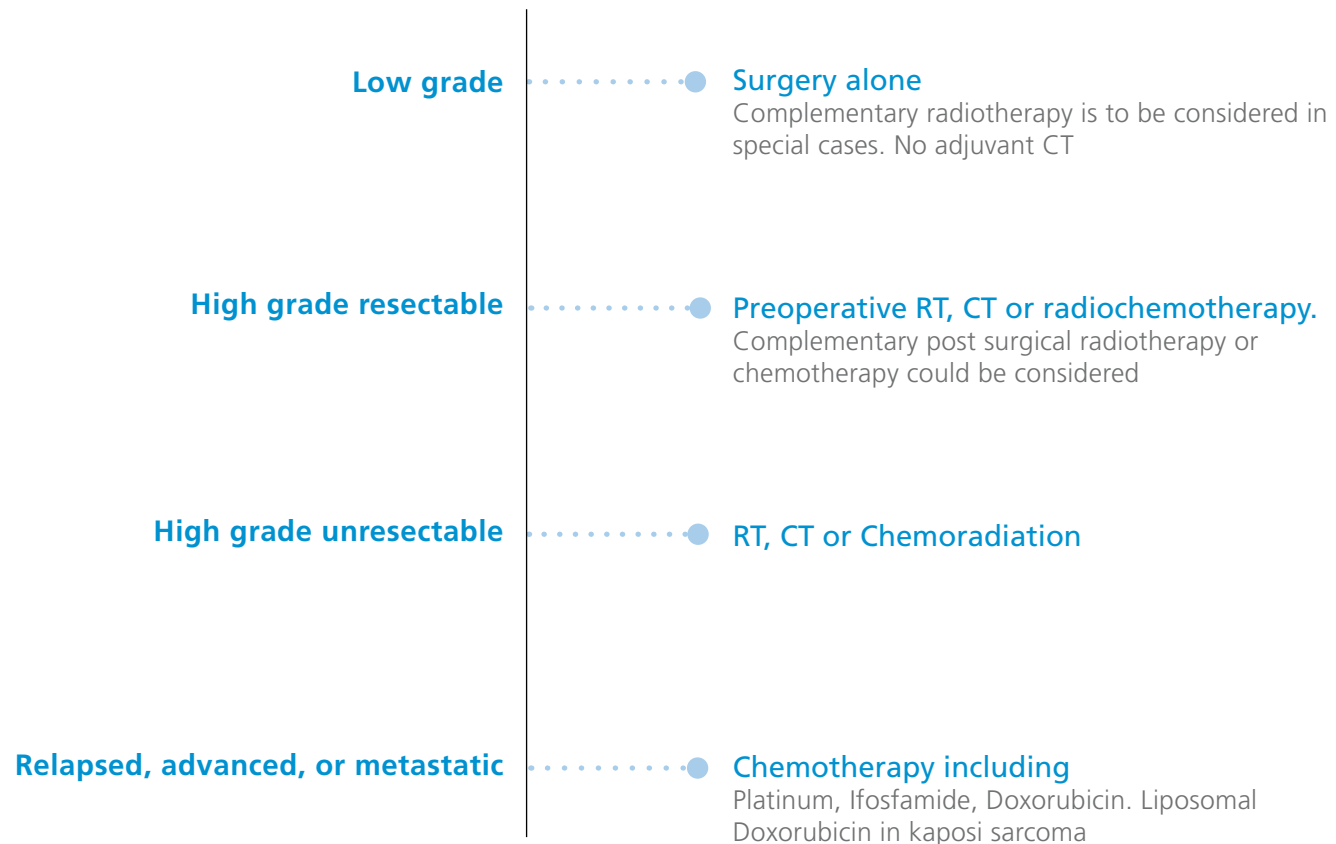 Low grade
Surgery alone
Complementary radiotherapy is to be considered in
special cases. No adjuvant CT
High grade resectable
Preoperative RT, CT or radiochemotherapy.
Complementary post surgical radiotherapy or
chemotherapy could be considered
High grade unresectable
RT, CT or Chemoradiation
Relapsed, advanced, or metastatic
Chemotherapy including
Platinum, Ifosfamide, Doxorubicin. Liposomal
Doxorubicin in kaposi sarcoma